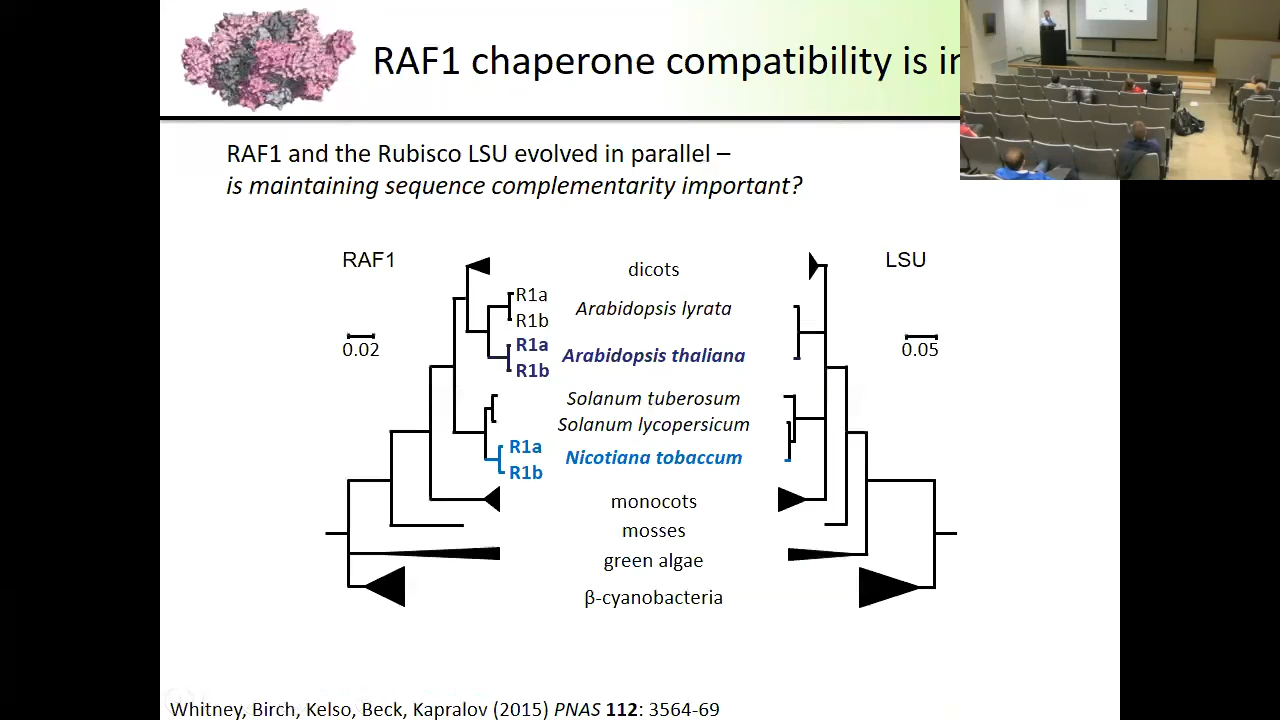 RAF1 chaperone compatibility is
RAF1 and the Rubisco LSU evolved in parallel –
is maintaining sequence complementarity important?
RAF1
dicots
LSU
R1a
Arabidopsis lyrata
R1b
0.02
R1a
Arabidopsis thaliana
0.05
R1b
Solanum tuberosum
Solanum lycopersicum
R1a
Nicotiana tobaccum
R1b
monocots
mosses
green algae
β-cyanobacteria
Whitney, Birch, Kelso, Beck, Kapralov (2015) PNAS 112: 3564-69